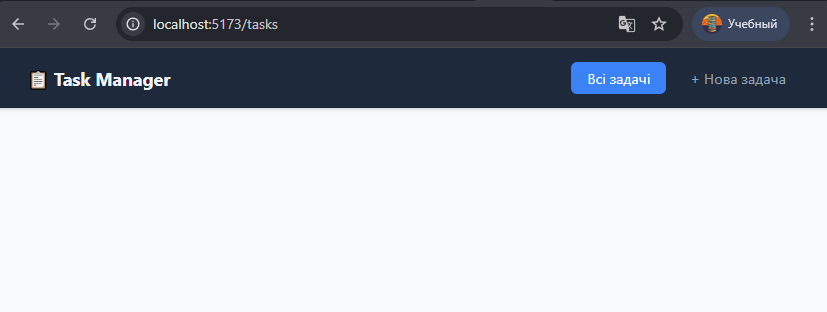 localhost:5173/tasks
Учебный
Task Manager
Всі задачі
+ Нова задача